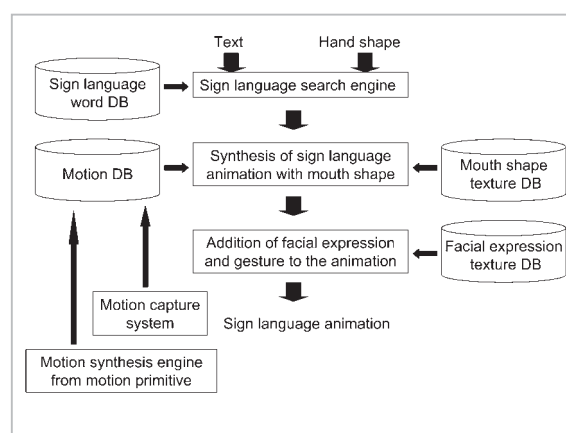 Text
Hand shape
Sign language
word DB
Sign language search engine
Motion DB
Synthesis of sign language
animation with mouth shape
Mouth shape
texture DB
Addition of facial expression
and gesture to the animation
Facial expression
texture DB
Motion capture
system
Sign language animation
Motion synthesis engine
from motion primitive